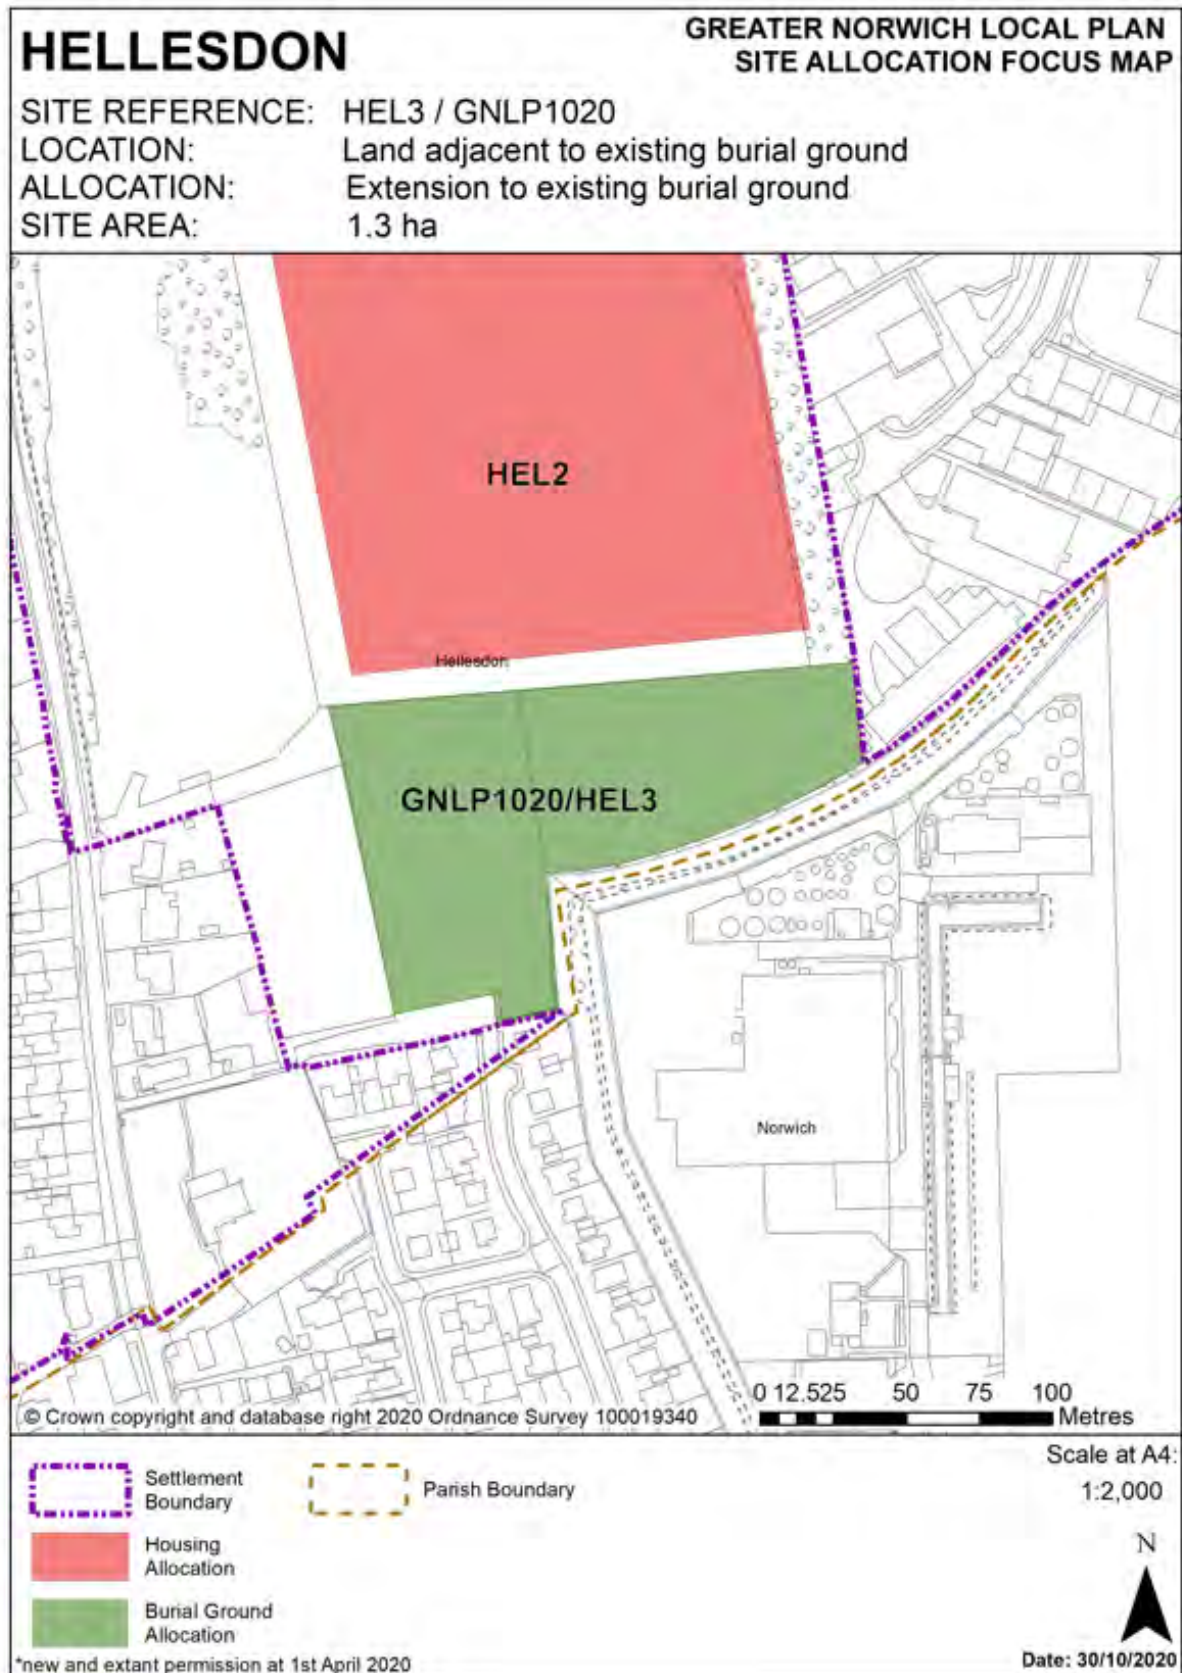 HELLESDON
GREATER NORWICH LOCAL PLAN
SITE ALLOCATION FOCUS MAP
SITE REFERENCE: HEL3 / GNLP1020
LOCATION: Land adjacent to existing burial ground
ALLOCATION: Extension to existing burial ground
SITE AREA: 1.3 ha
HEL2
Hellesdon
GNLP1020/HEL3
Norwich
0 12.525 50 75 100
Metres
© Crown copyright and database right 2020 Ordnance Survey 100019340
Settlement
Boundary
Parish Boundary
Housing
Allocation
Burial Ground
Allocation
*new and extant permission at 1st April 2020
Scale at A4:
1:2,000
N
Date: 30/10/2020